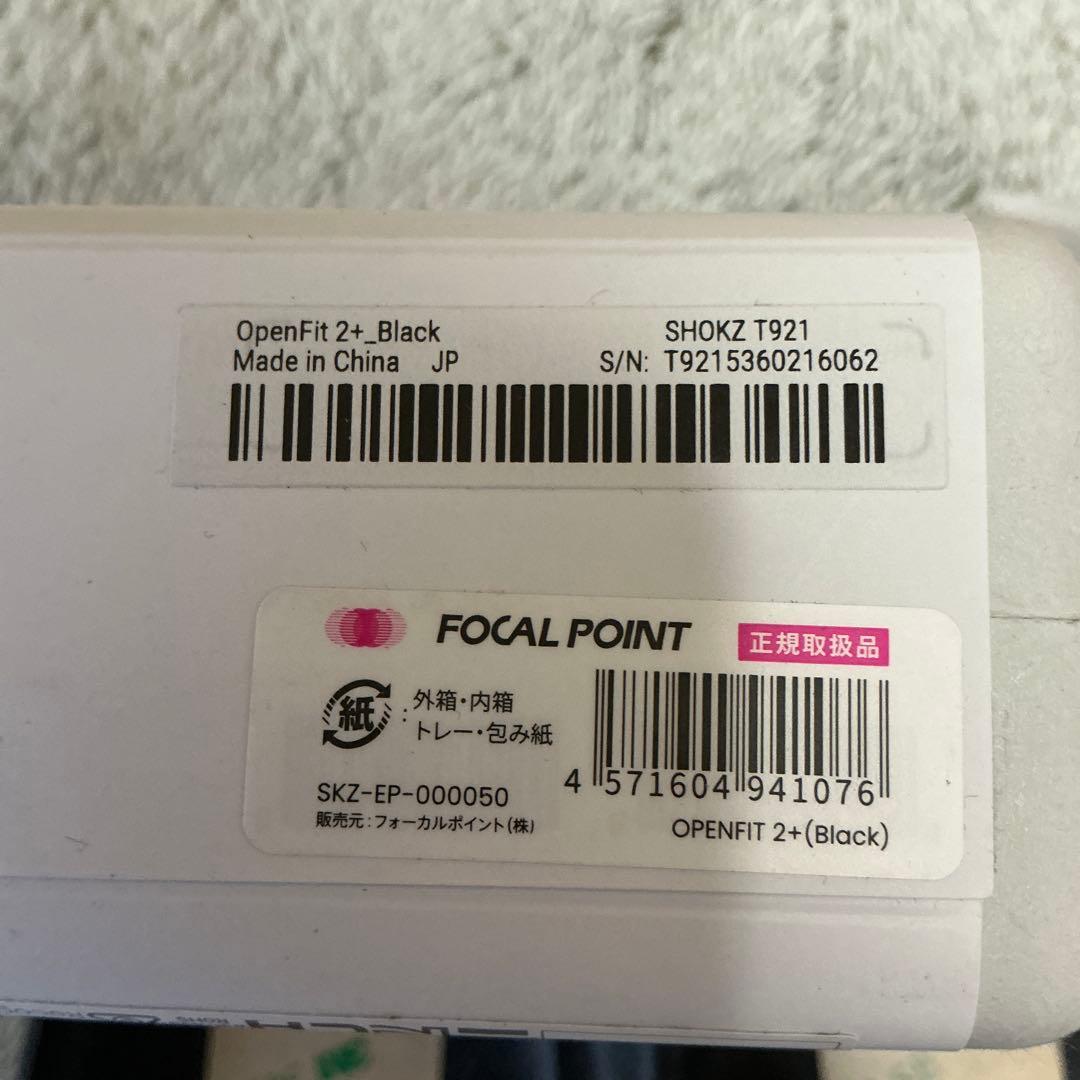 OpenFit 2+_Black SHOKZ T921
Made in China JP S/N: T9215360216062
FOCAL POINT 正規取扱品
紙 : 外箱・内箱
トレー・包み紙
4 571604 941076
SKZ-EP-000050
販売元:フォーカルポイント(株)
OPENFIT 2+(Black)